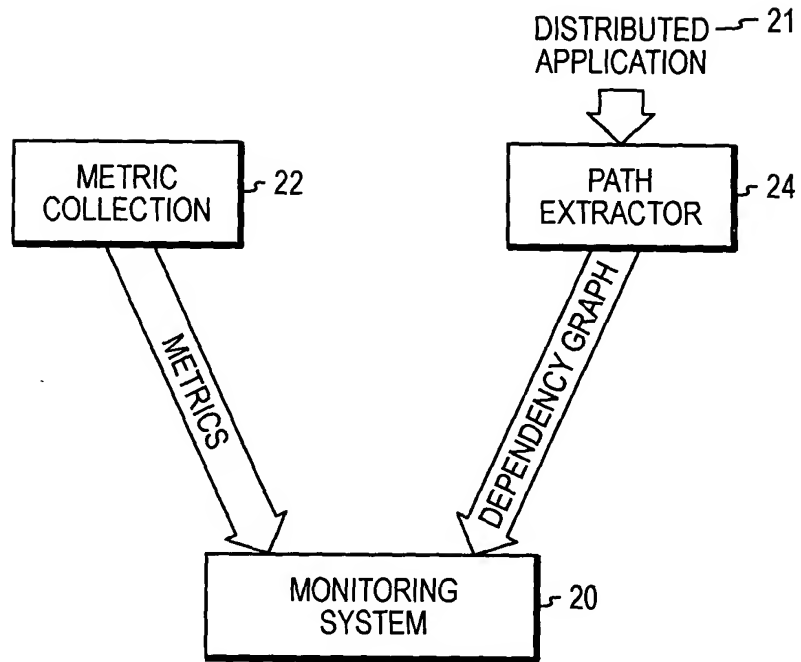 DISTRIBUTED 21
APPLICATION
METRIC
COLLECTION
22
PATH
EXTRACTOR
24
METRICS
DEPENDENCY GRAPH
MONITORING
SYSTEM
20